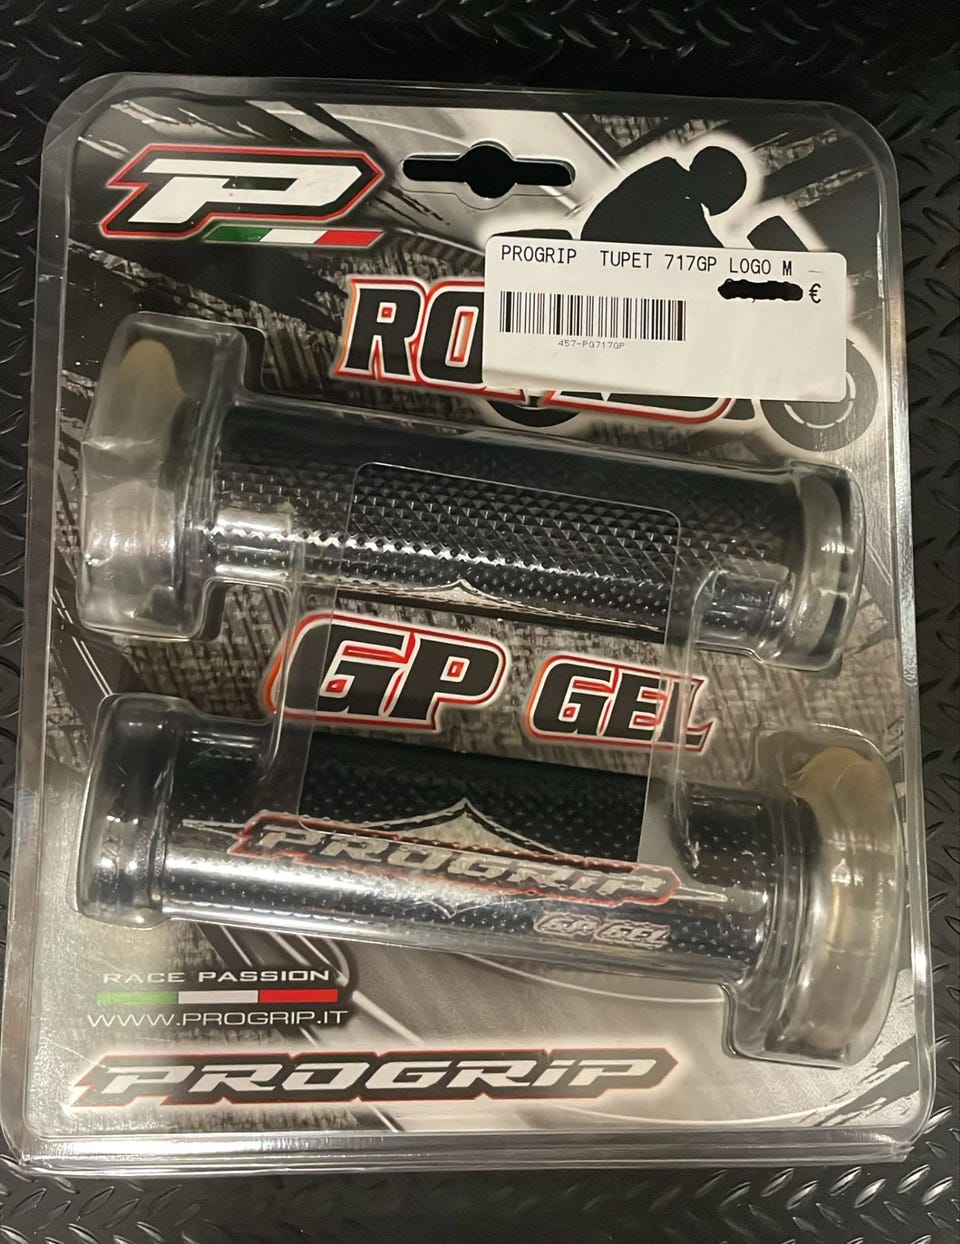 P
PROGRIP TUPET 717GP LOGO M
€
457-PG717GP
GP GEL
PROGRIP
GP GEL
RACE PASSION
WWW.PROGRIP.IT
PROGRIP